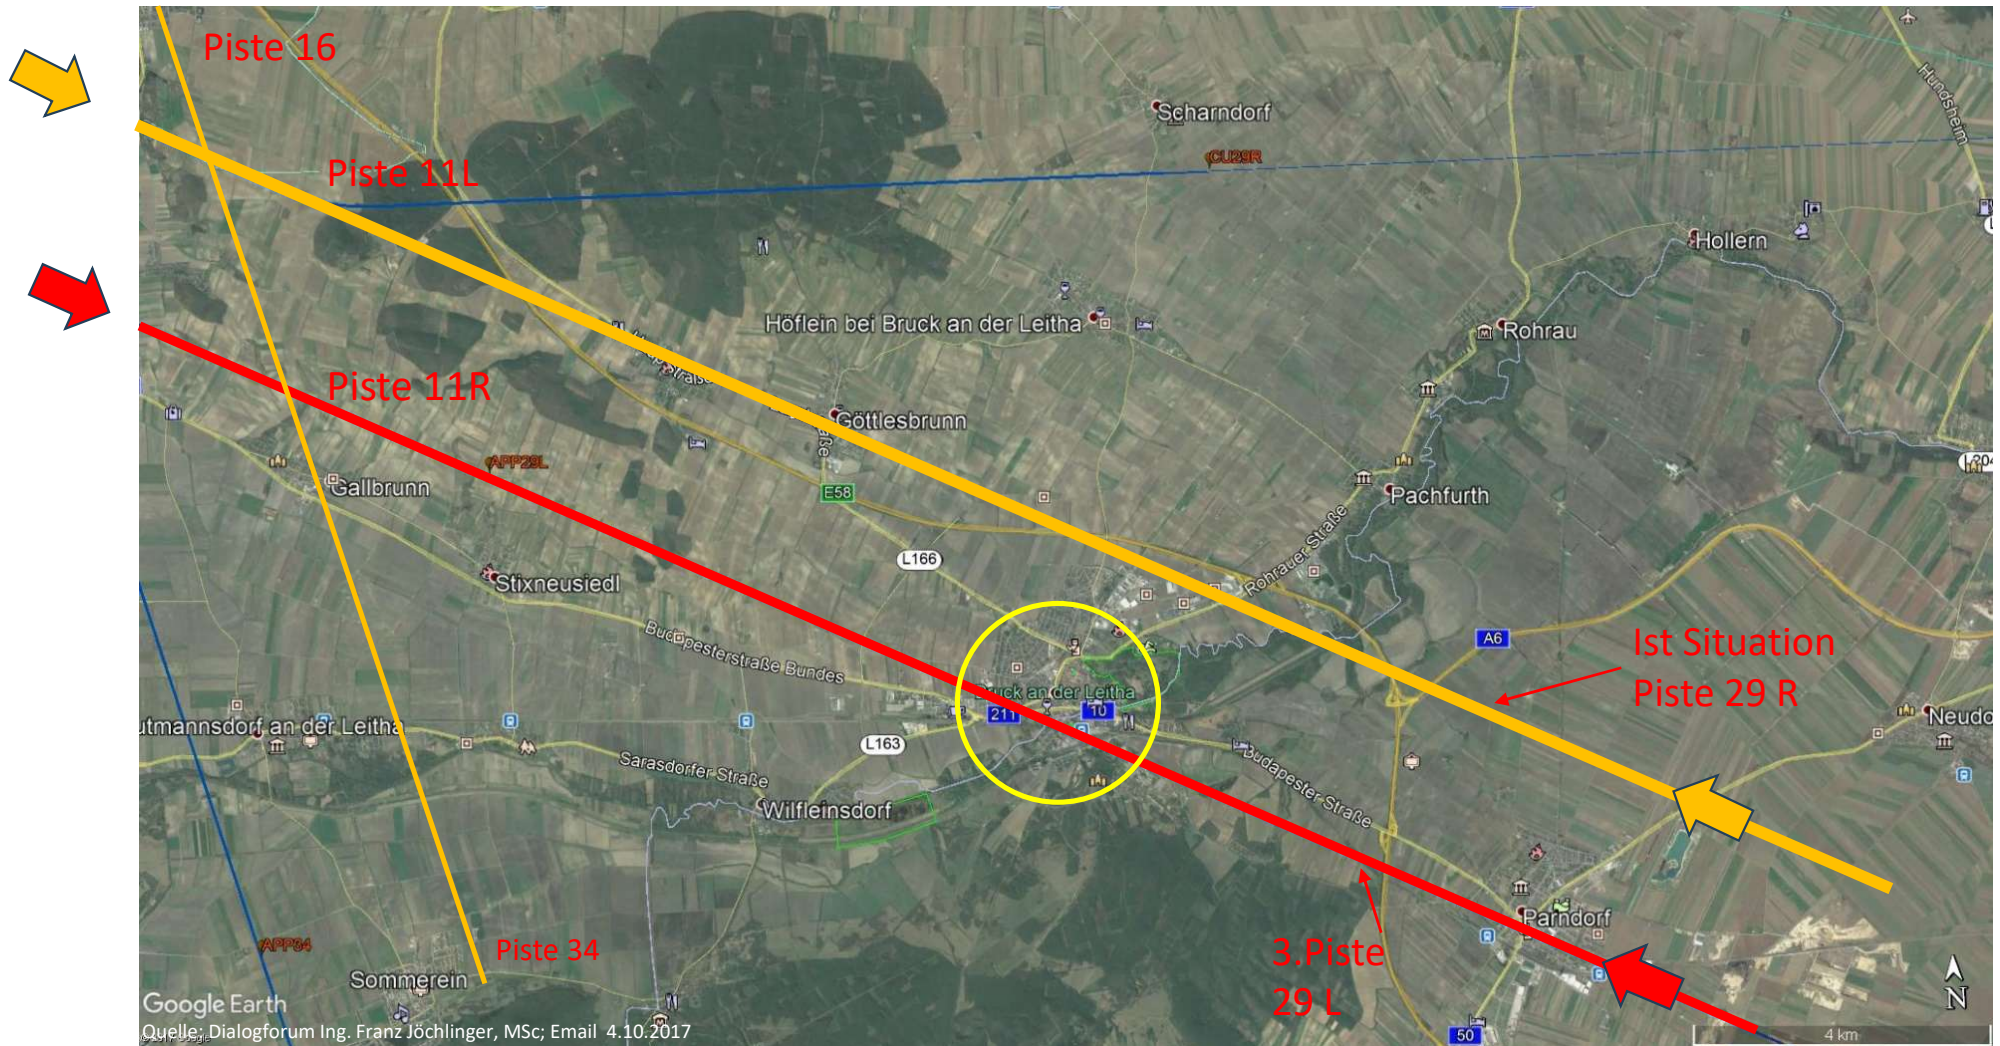 Piste 16
Scharndorf
Hundsheim
CU29R
Piste 11L
Hollern
Höflein bei Bruck an der Leitha
Rohrau
Piste 11R
Göttlesbrunn
APP29L
Gallbrunn
E58
Pachfurth
L166
Stixneusiedl
Rohrauer Straße
Budapesterstraße Bundes
A6
Ist Situation
Piste 29 R
Bruck an der Leitha
211
10
utmannsdorf an der Leitha
L163
Neudo
Sarasdorfer Straße
Budapester Straße
Wilfleinsdorf
Parndorf
APP34
Piste 34
3.Piste
29 L
Sommerein
N
Google Earth
Quelle: Dialogforum Ing. Franz Jöchlinger, MSc; Email 4.10.2017
50
4 km